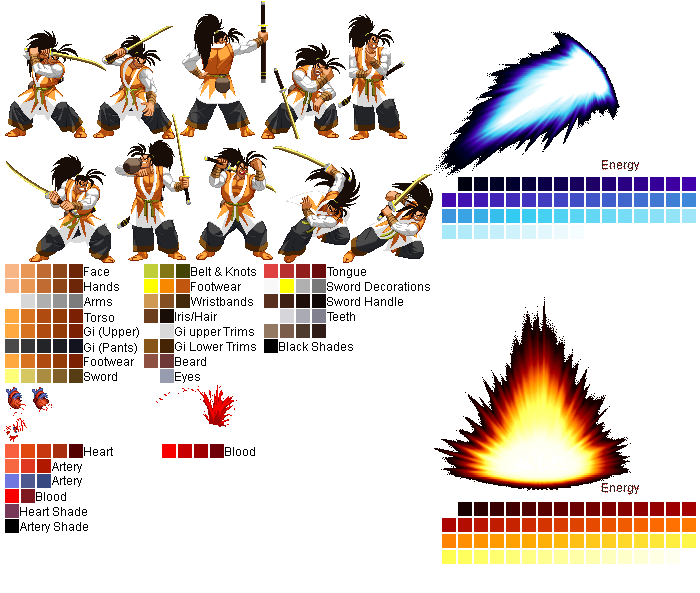 Energy
Face
Hands
Arms
Torso
Gi (Upper)
Gi (Pants)
Footwear
Sword
Belt & Knots
Footwear
Wristbands
Iris/Hair
Gi upper Trims
Gi Lower Trims
Beard
Eyes
Tongue
Sword Decorations
Sword Handle
Teeth
Black Shades
Heart
Artery
Artery
Blood
Heart Shade
Artery Shade
Blood
Energy